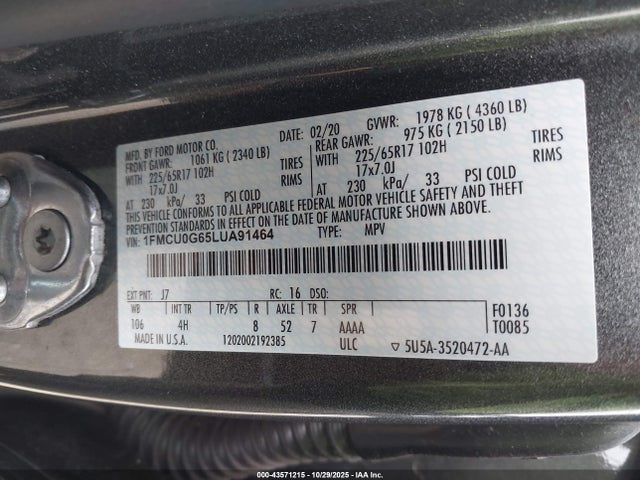 MFD. BY FORD MOTOR CO.
DATE: 02/20 GVWR: 1978 KG ( 4360 LB)
FRONT GAWR: 1061 KG ( 2340 LB) REAR GAWR: 975 KG ( 2150 LB)
WITH 225/65R17 102H TIRES WITH 225/65R17 102H TIRES
17x7.0J RIMS 17x7.0J RIMS
AT 230 kPa/ 33 PSI COLD AT 230 kPa/ 33 PSI COLD
THIS VEHICLE CONFORMS TO ALL APPLICABLE FEDERAL MOTOR VEHICLE SAFETY AND THEFT
PREVENTION STANDARDS IN EFFECT ON THE DATE OF MANUFACTURE SHOWN ABOVE.
VIN: 1FMCU0G65LUA91464 TYPE: MPV
EXT PNT: J7 RC: 16 DSO: F0136
WB INT TR TP/PS R AX TR SPR T0085
106 4H 8 52 7 AAAA
MADE IN U.S.A. 1202002192385 ULC ▽ 5U5A-3520472-AA
000-43571215 - 10/29/2025 - IAA Inc.